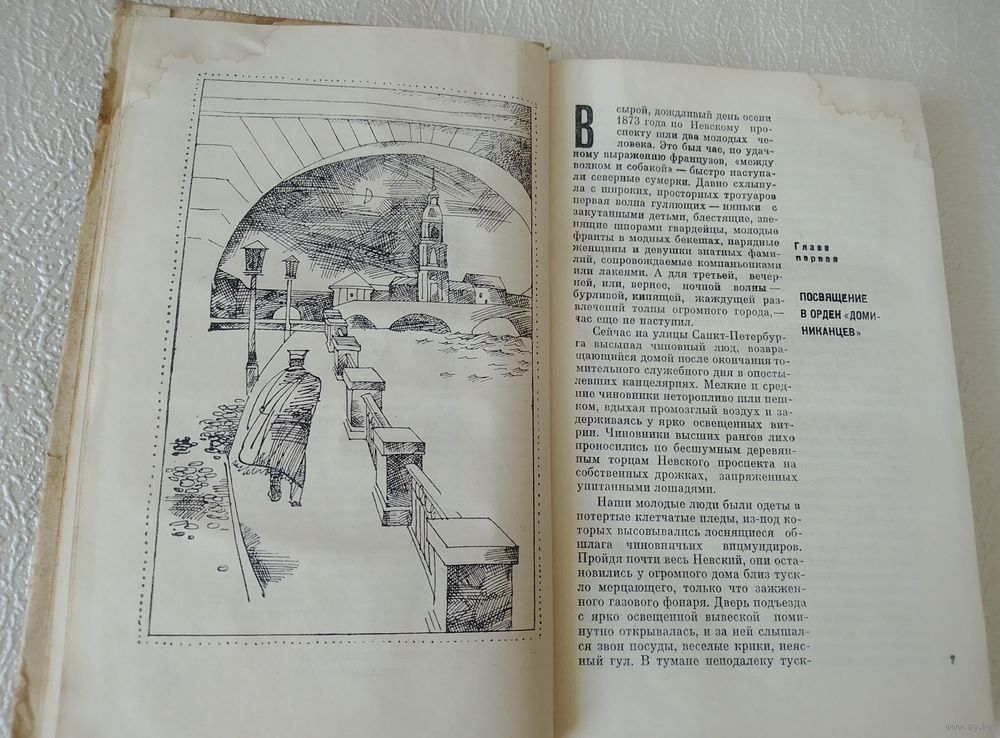 В сырой, дождливый день осени
1873 года по Невскому про-
спекту шли два молодых че-
ловека. Это был час, по удач-
ному выражению французов, «между
волком и собакой» — быстро наступа-
ли северные сумерки. Давно схлыну-
ла с широких, просторных тротуаров
первая волна гуляющих — няньки с
закутанными детьми, блестящие, зве-
нящие шпорами гвардейцы, молодые
франты в модных бекешах, нарядные
женщины и девушки знатных фами-
лий, сопровождаемые компаньонками
или лакеями. А для третьей, вечер-
ней, или, вернее, ночной волны —
бурливой, кипящей, жаждущей раз-
влечений толпы огромного города,—
час еще не наступил.
Сейчас на улицы Санкт-Петербур-
га высыпал чиновный люд, возвра-
щающийся домой после окончания то-
мительного служебного дня в опосты-
левших канцеляриях. Мелкие и сред-
ние чиновники неторопливо шли пеш-
ком, вдыхая промозглый воздух и за-
держиваясь у ярко освещенных вит-
рин. Чиновники высших рангов лихо
проносились по бесшумным деревян-
ным торцам Невского проспекта на
собственных дрожках, запряженных
упитанными лошадями.
Наши молодые люди были одеты в
потертые клетчатые пледы, из-под ко-
торых высовывались лоснящиеся об-
шлага чиновничьих вицмундиров.
Пройдя почти весь Невский, они оста-
новились у огромного дома близ туск-
ло мерцающего, только что зажжен-
ного газового фонаря. Дверь подъезда
с ярко освещенной вывеской поми-
нутно открывалась, и за ней слышал-
ся звон посуды, веселые крики, неяс-
ный гул. В тумане неподалеку туск-
Глава
первая
ПОСВЯЩЕНИЕ
В ОРДЕН «ДОМИ-
НИКАНЦЕВ»
www.ay.by